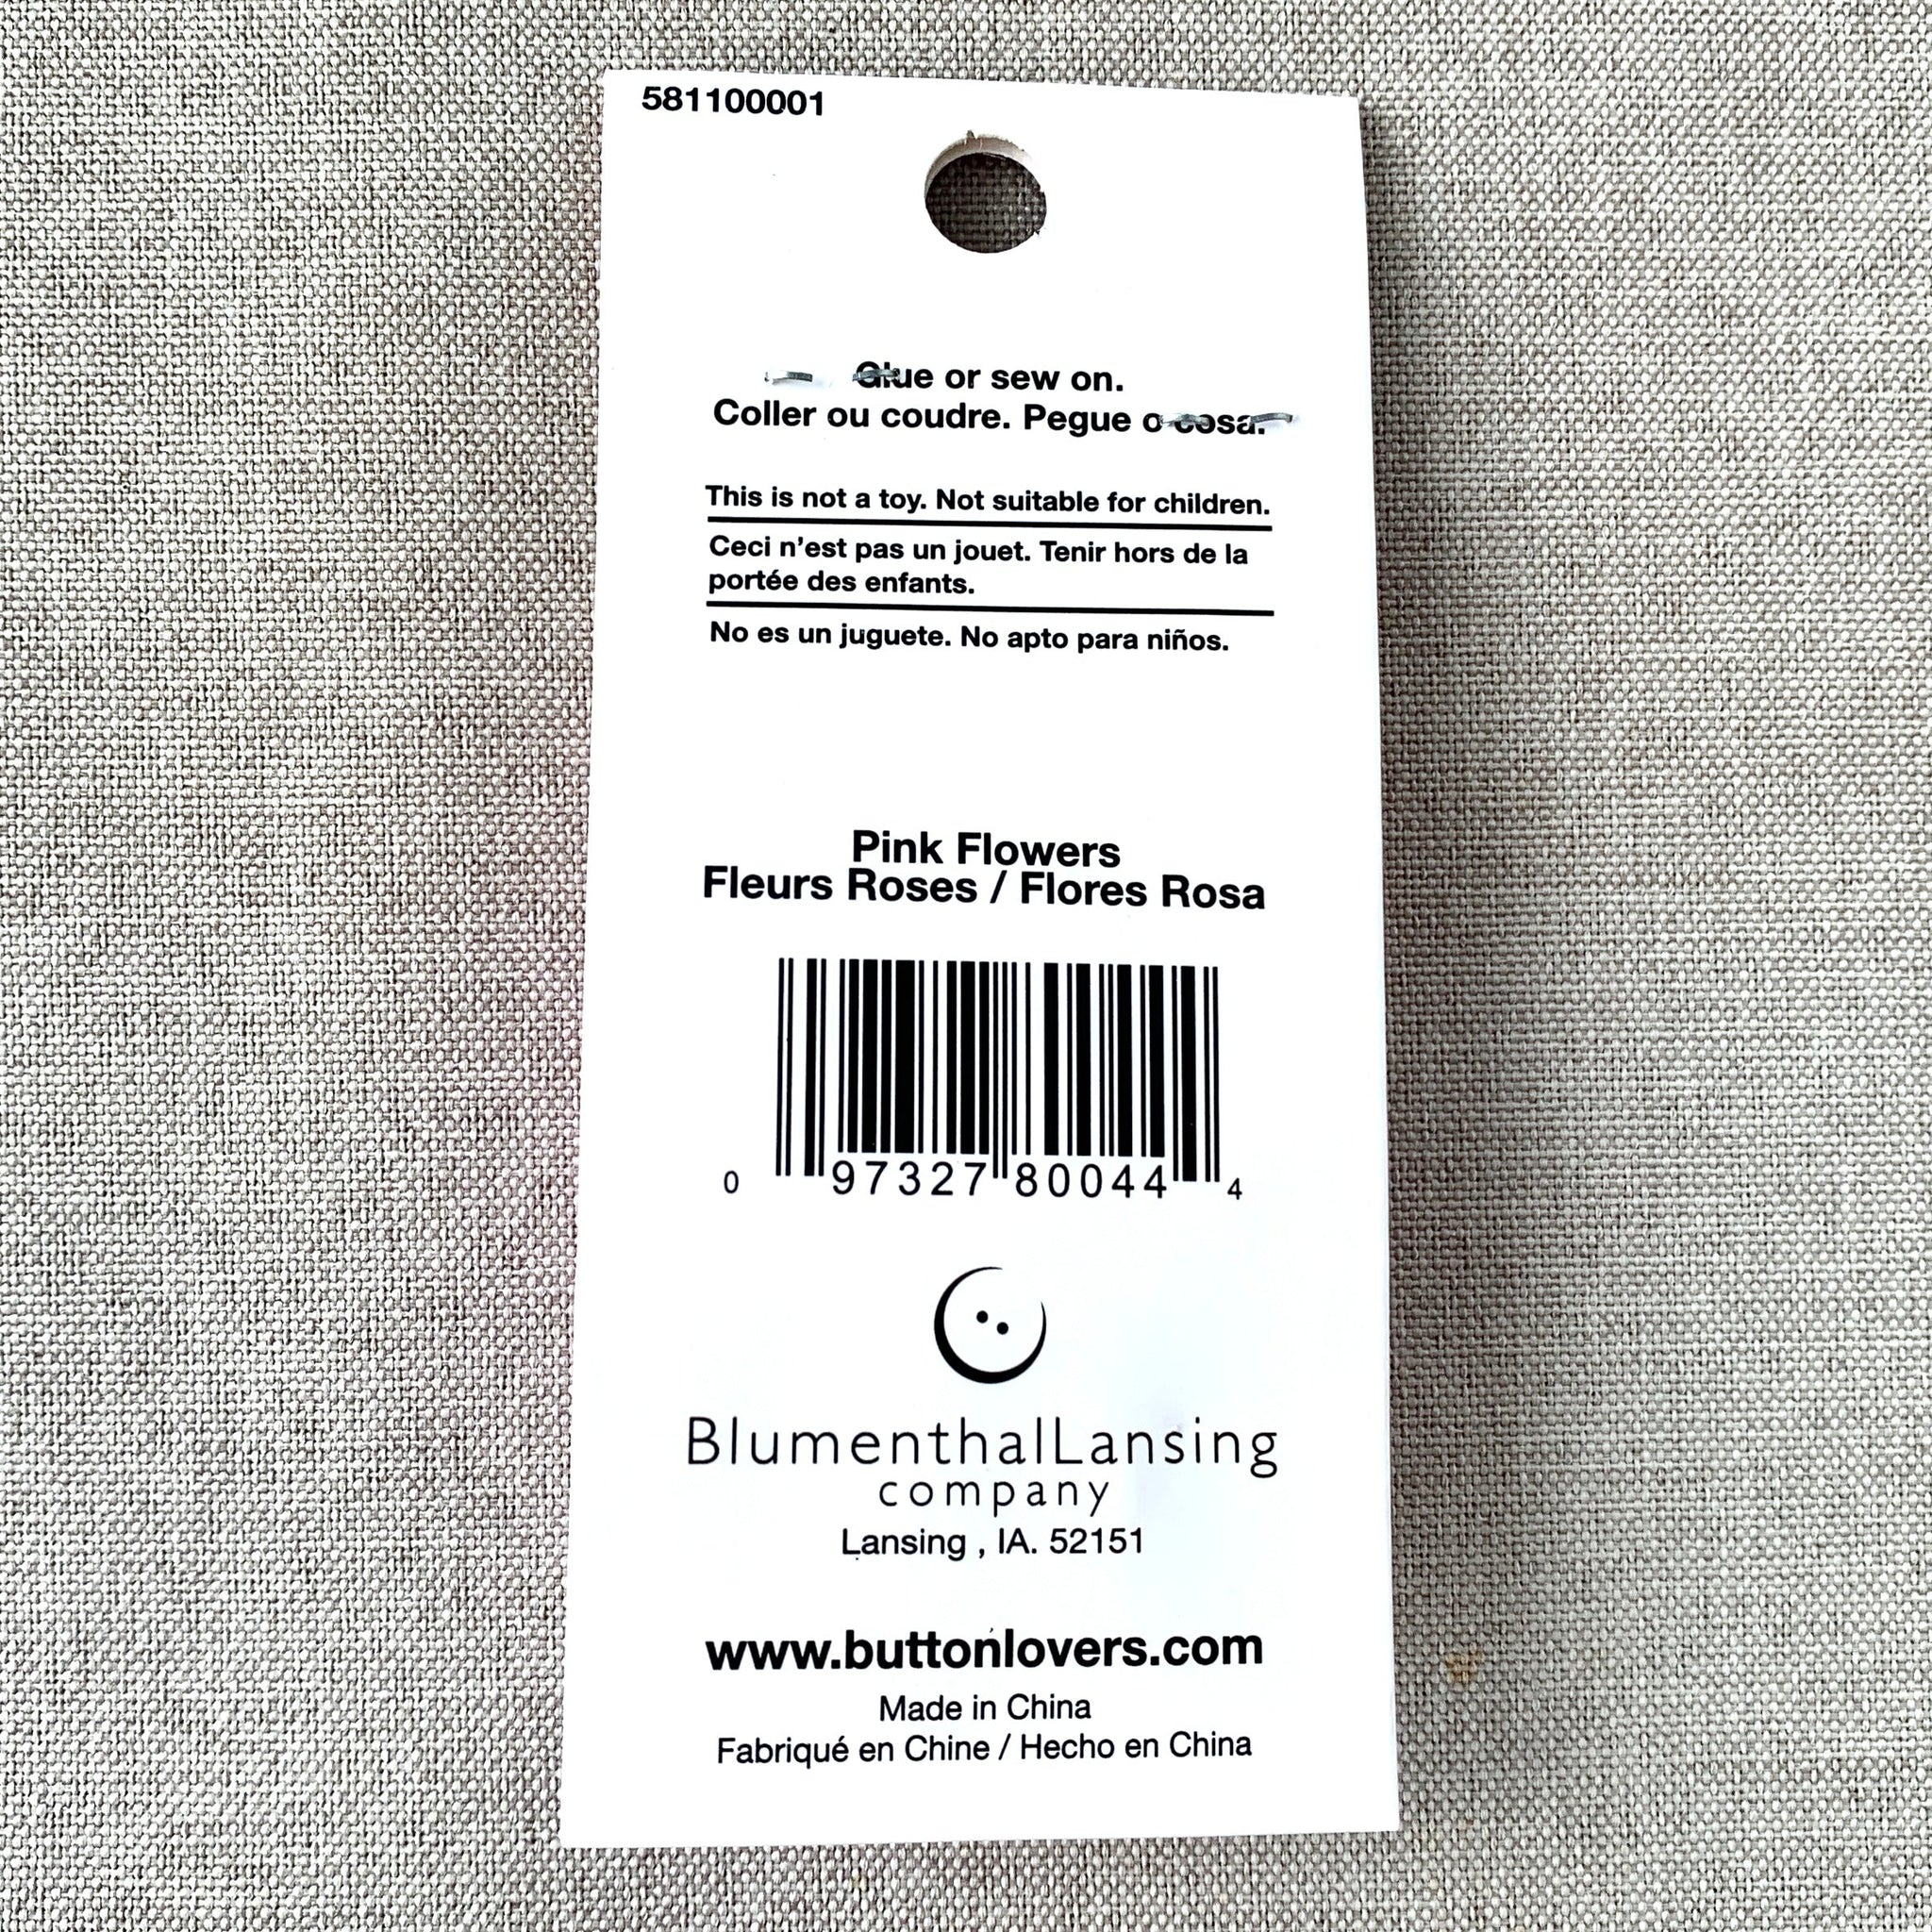 581100001
Glue or sew on.
Coller ou coudre. Pegue o cosa.
This is not a toy. Not suitable for children.
Ceci n'est pas un jouet. Tenir hors de la
portée des enfants.
No es un juguete. No apto para niños.
Pink Flowers
Fleurs Roses / Flores Rosa
0 97327 80044 4
BlumenthalLansing
company
Lansing , IA. 52151
www.buttonlovers.com
Made in China
Fabriqué en Chine / Hecho en China